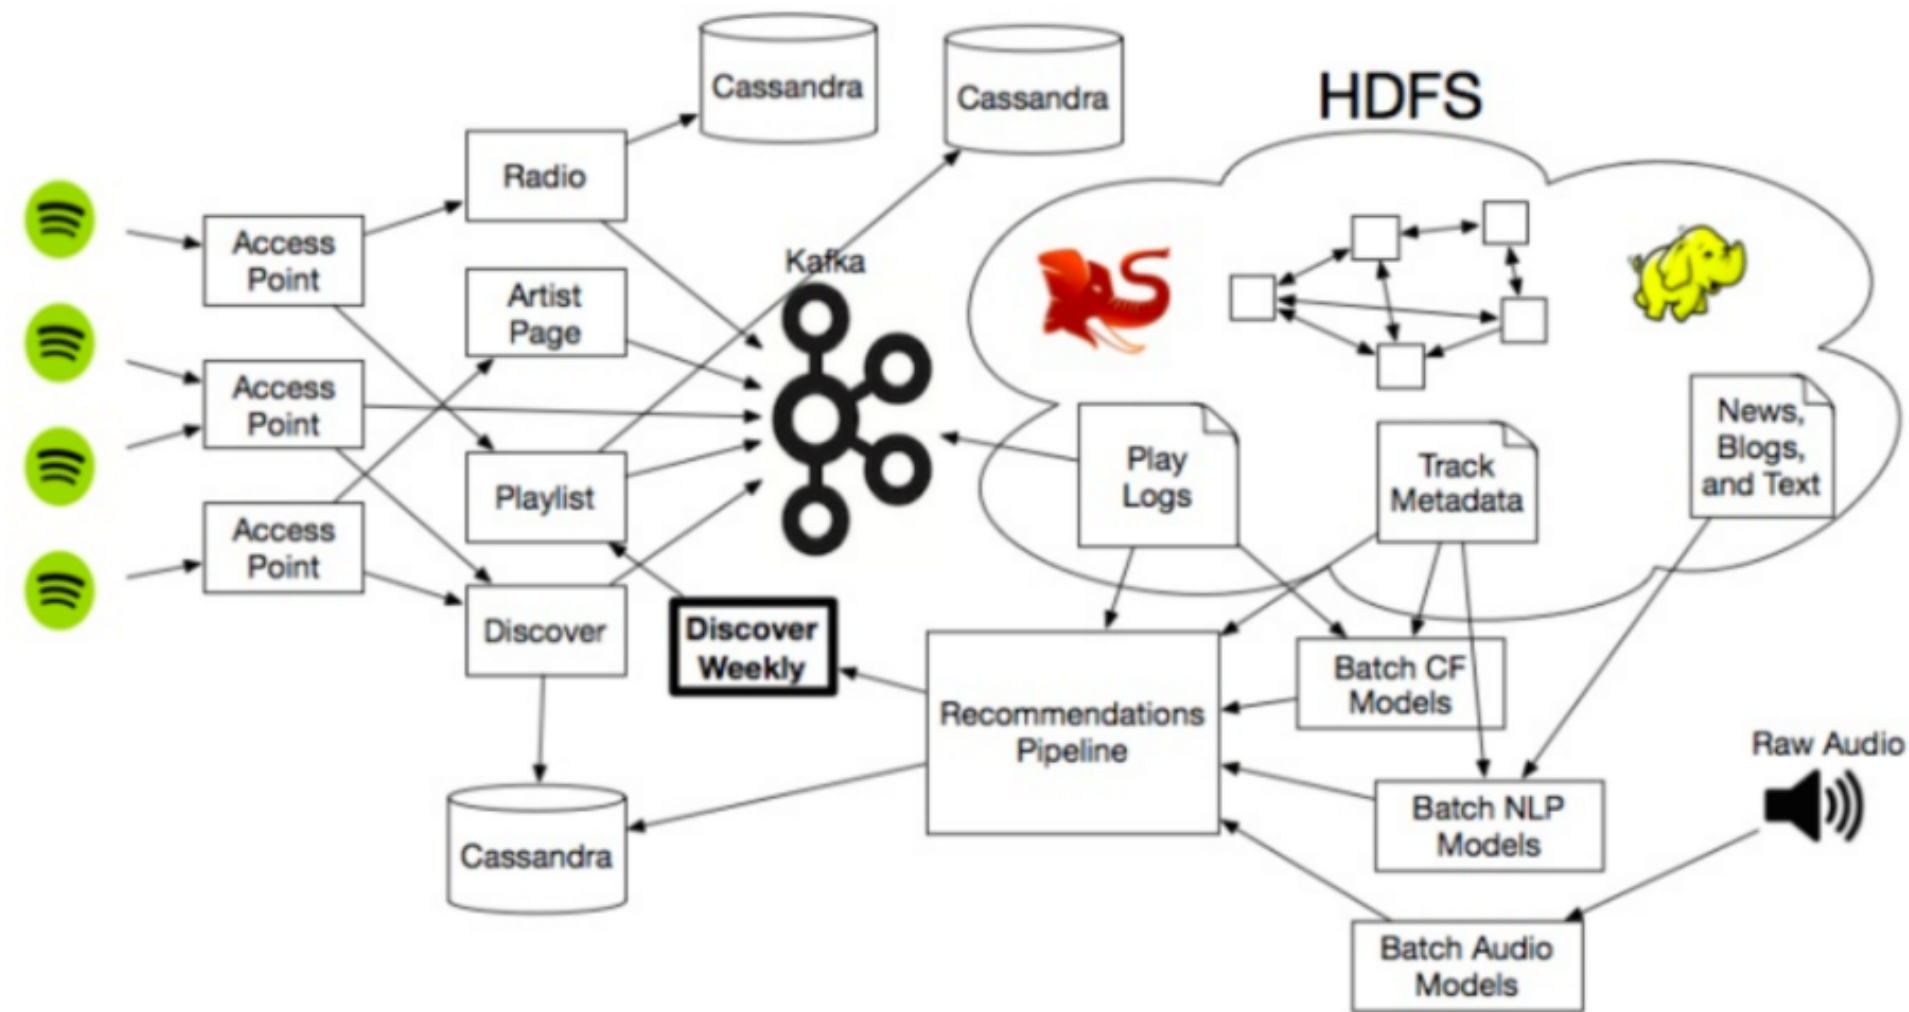 Cassandra
Cassandra
HDFS
Radio
Access
Point
Artist
Page
Kafka
Access
Point
Playlist
Access
Point
Discover
Discover
Weekly
Cassandra
Play
Logs
Track
Metadata
News,
Blogs,
and Text
Recommendations
Pipeline
Batch CF
Models
Batch NLP
Models
Raw Audio
Batch Audio
Models